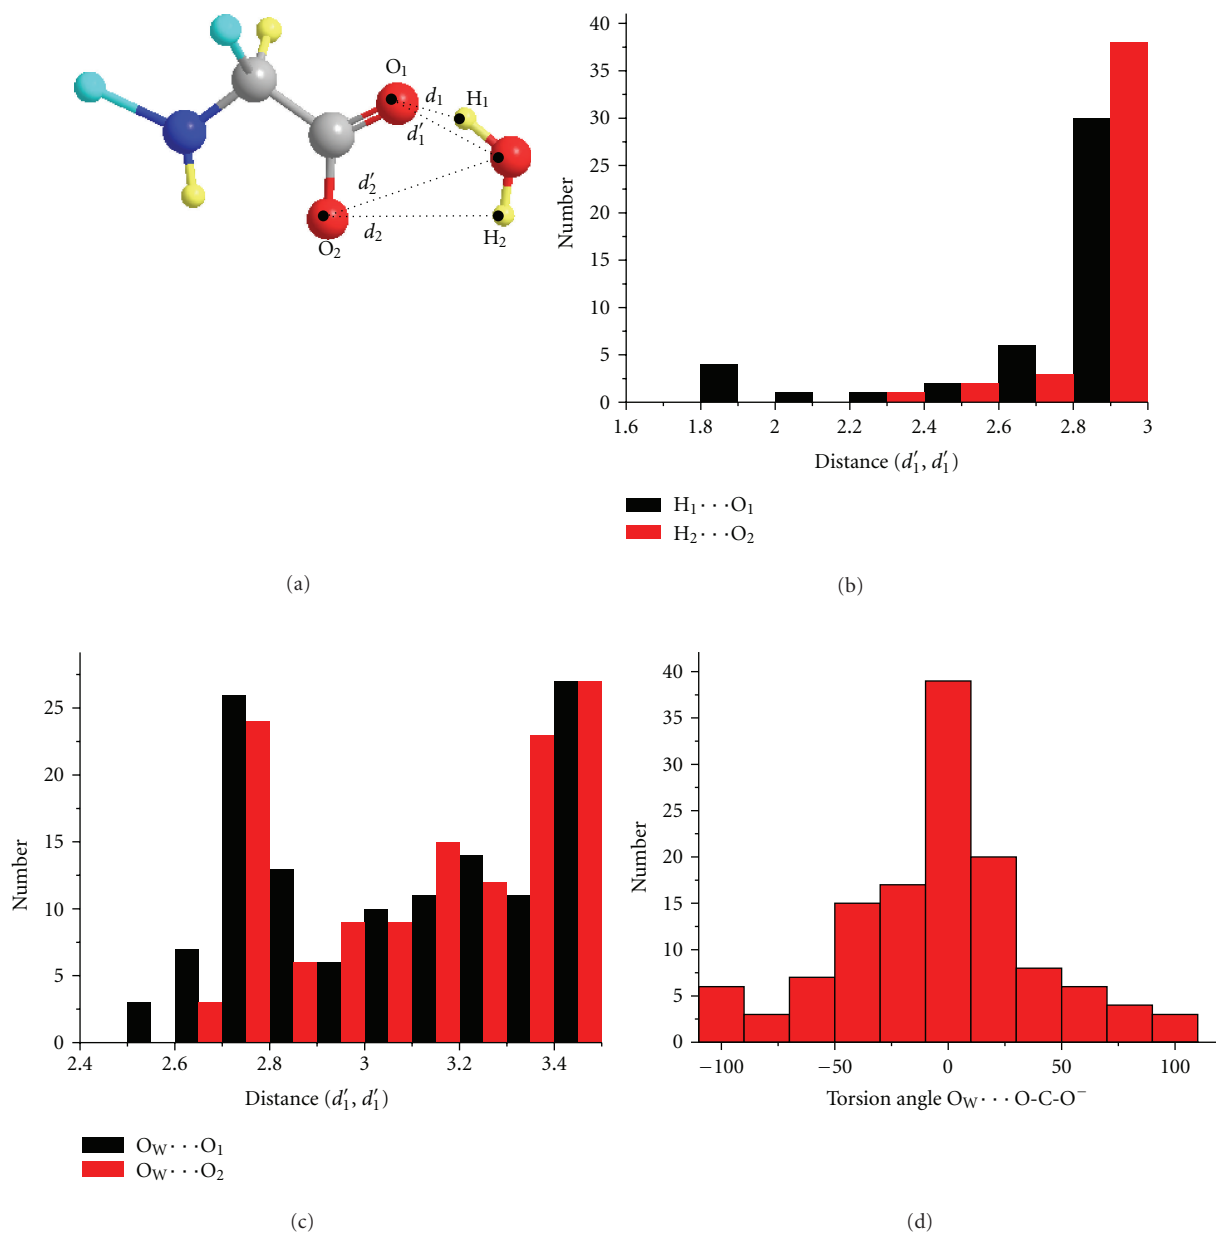 O₁
d₁
H₁
d′₁
d′₂
d₂
H₂
O₂
(a)
40
35
30
25
20
15
10
5
0
Number
1.6 1.8 2 2.2 2.4 2.6 2.8 3
Distance (d′₁, d′₁)
H₁···O₁
H₂···O₂
(b)
25
20
15
10
5
0
Number
2.4 2.6 2.8 3 3.2 3.4
Distance (d′₁, d′₁)
O_W···O₁
O_W···O₂
(c)
40
35
30
25
20
15
10
5
0
Number
−100 −50 0 50 100
Torsion angle O_W···O-C-O⁻
(d)